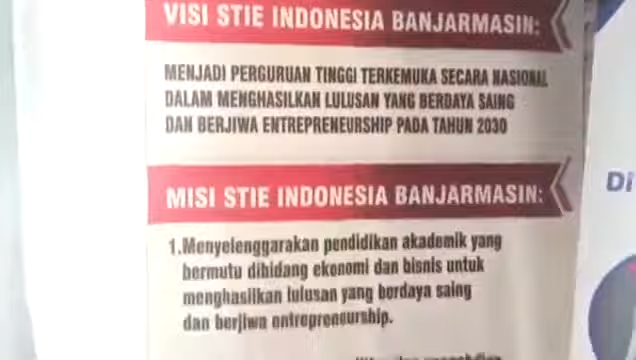 VISI STIE INDONESIA BANJARMASIN:
MENJADI PERGURUAN TINGGI TERKEMUKA SECARA NASIONAL
DALAM MENGHASILKAN LULUSAN YANG BERDAYA SAING
DAN BERJIWA ENTREPRENEURSHIP PADA TAHUN 2030
MISI STIE INDONESIA BANJARMASIN:
1.Menyelenggarakan pendidikan akademik yang
bermutu dibidang ekonomi dan bisnis untuk
menghasilkan lulusan yang berdaya saing
dan berjiwa entrepreneurship.
Di